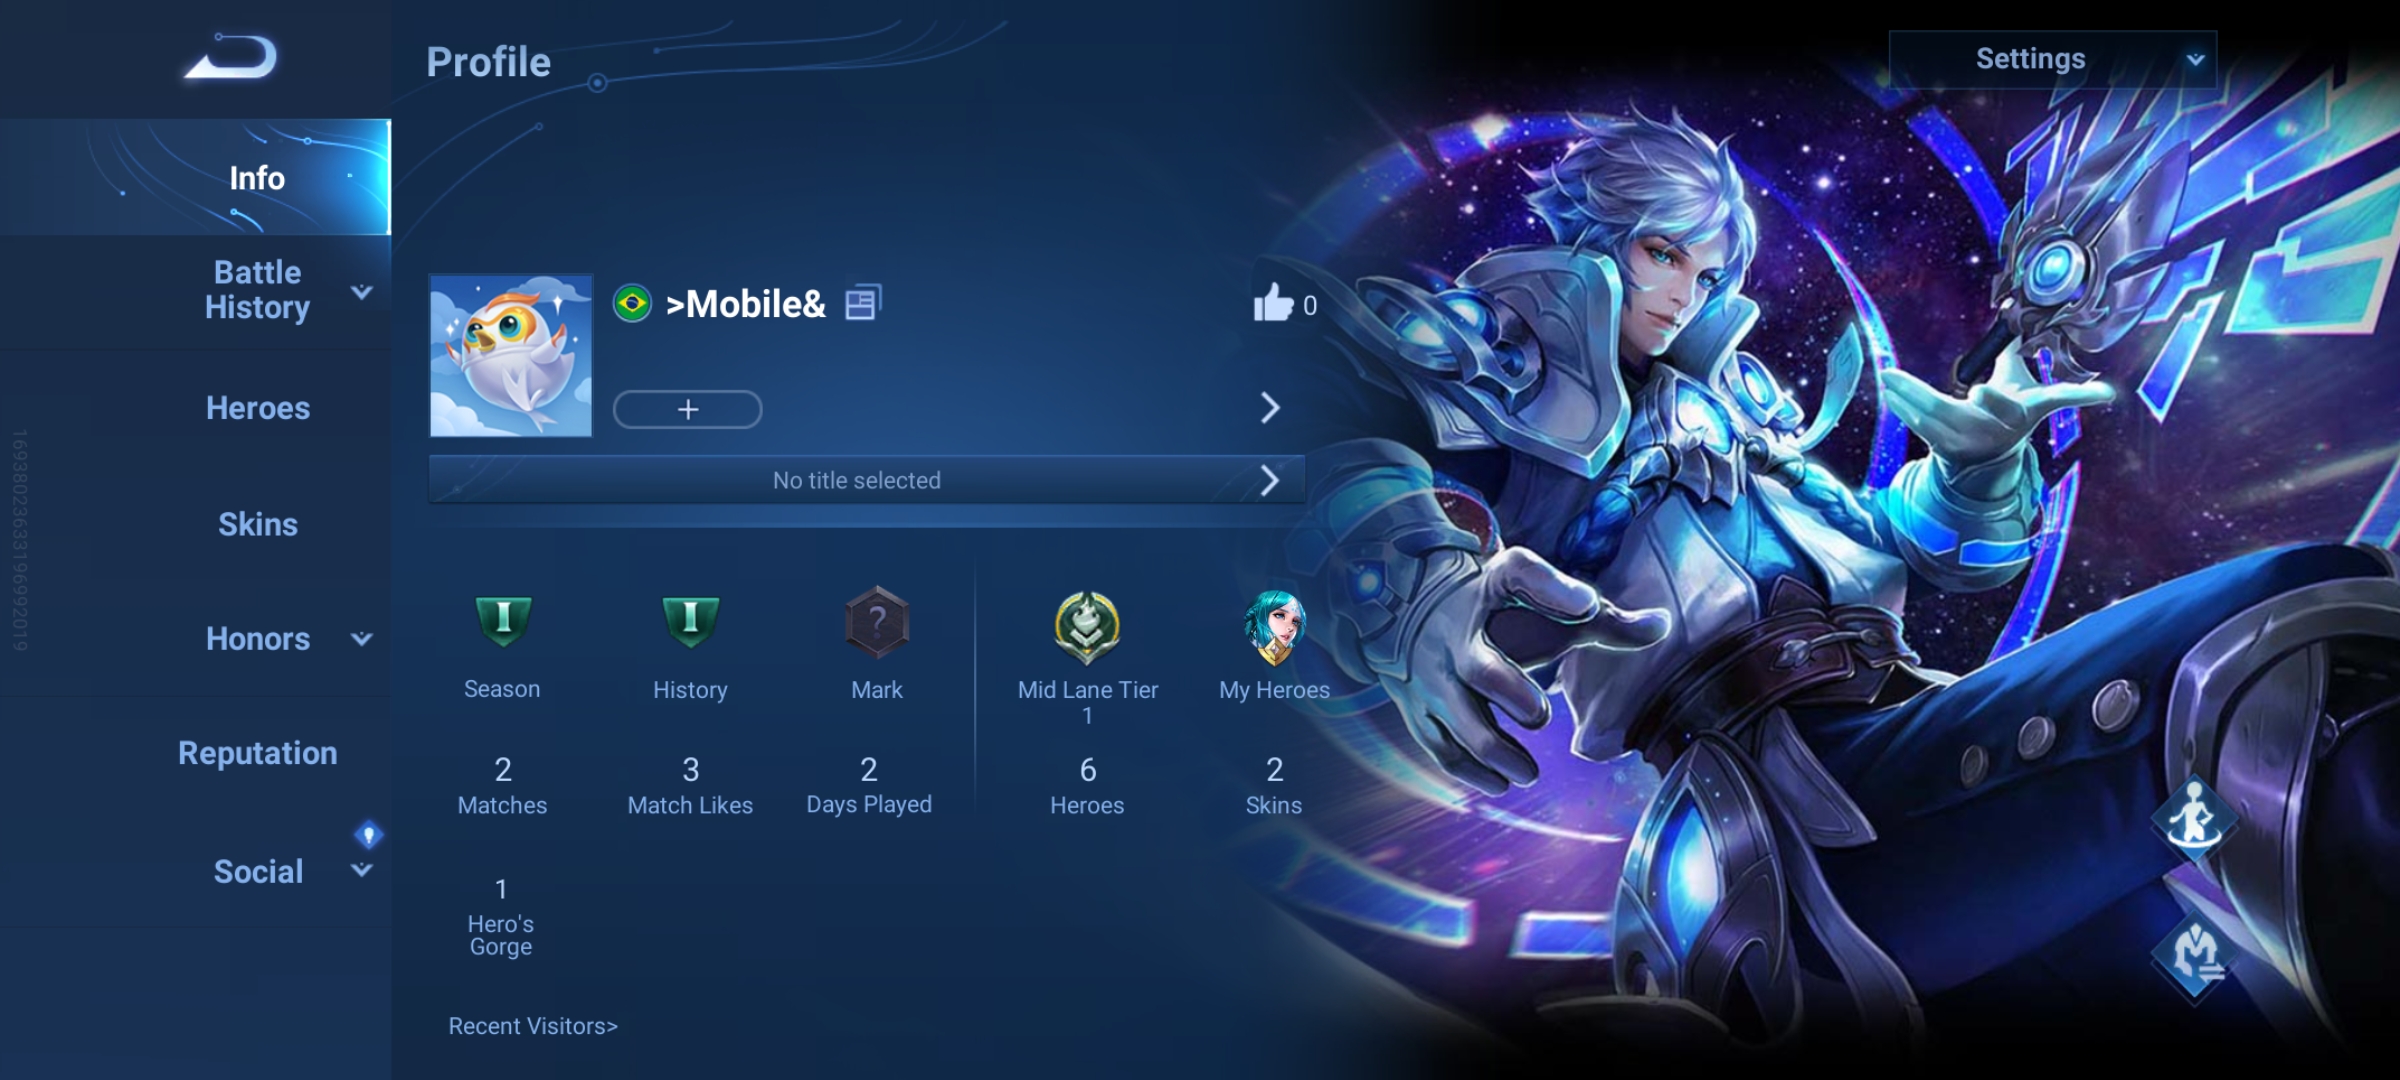 Profile
Settings
Info
Battle
History
Heroes
Skins
Honors
Reputation
Social
>Mobile&
0
+
No title selected
I
I
?
Season
History
Mark
Mid Lane Tier
1
My Heroes
2
3
2
6
2
Matches
Match Likes
Days Played
Heroes
Skins
1
Hero's
Gorge
Recent Visitors>